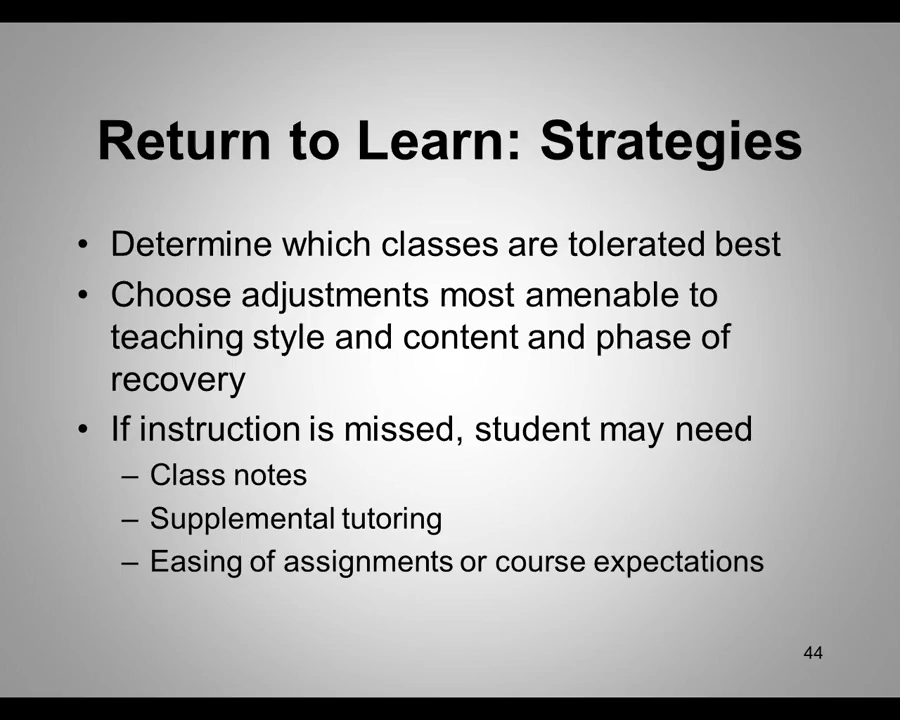 Return to Learn: Strategies
• Determine which classes are tolerated best
• Choose adjustments most amenable to
teaching style and content and phase of
recovery
• If instruction is missed, student may need
– Class notes
– Supplemental tutoring
– Easing of assignments or course expectations
44